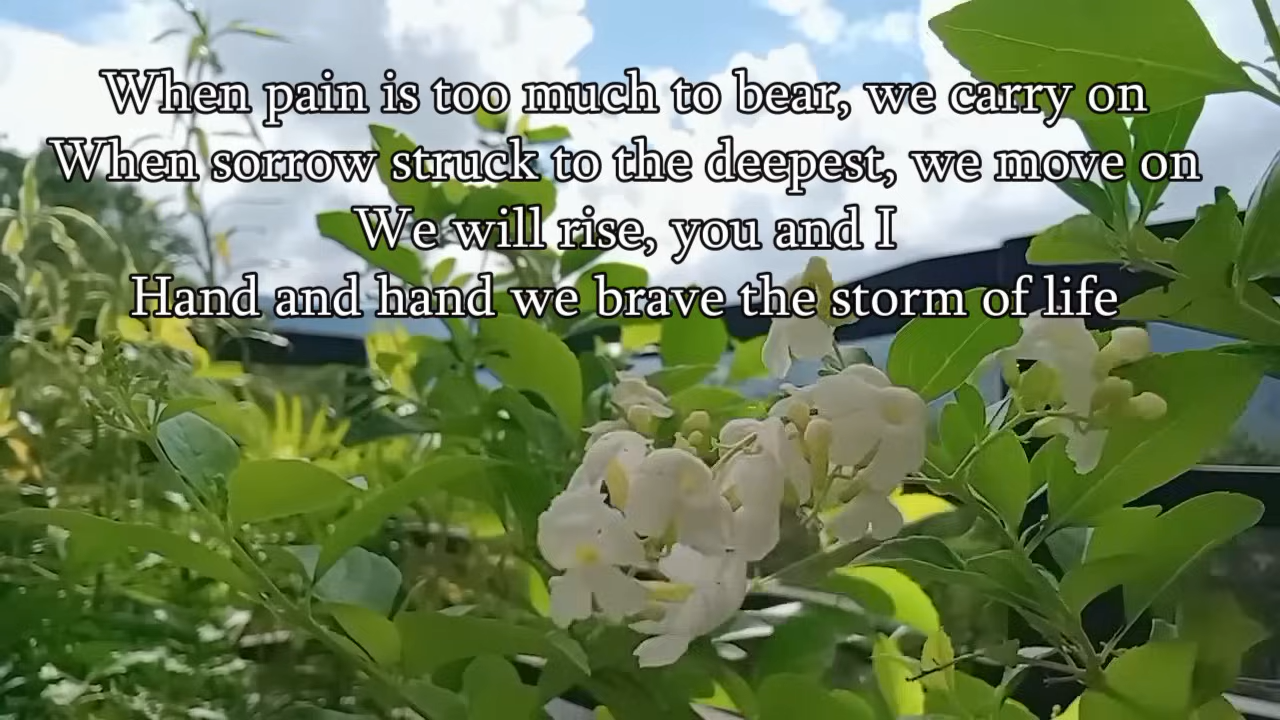 When pain is too much to bear, we carry on
When sorrow struck to the deepest, we move on
We will rise, you and I
Hand and hand we brave the storm of life